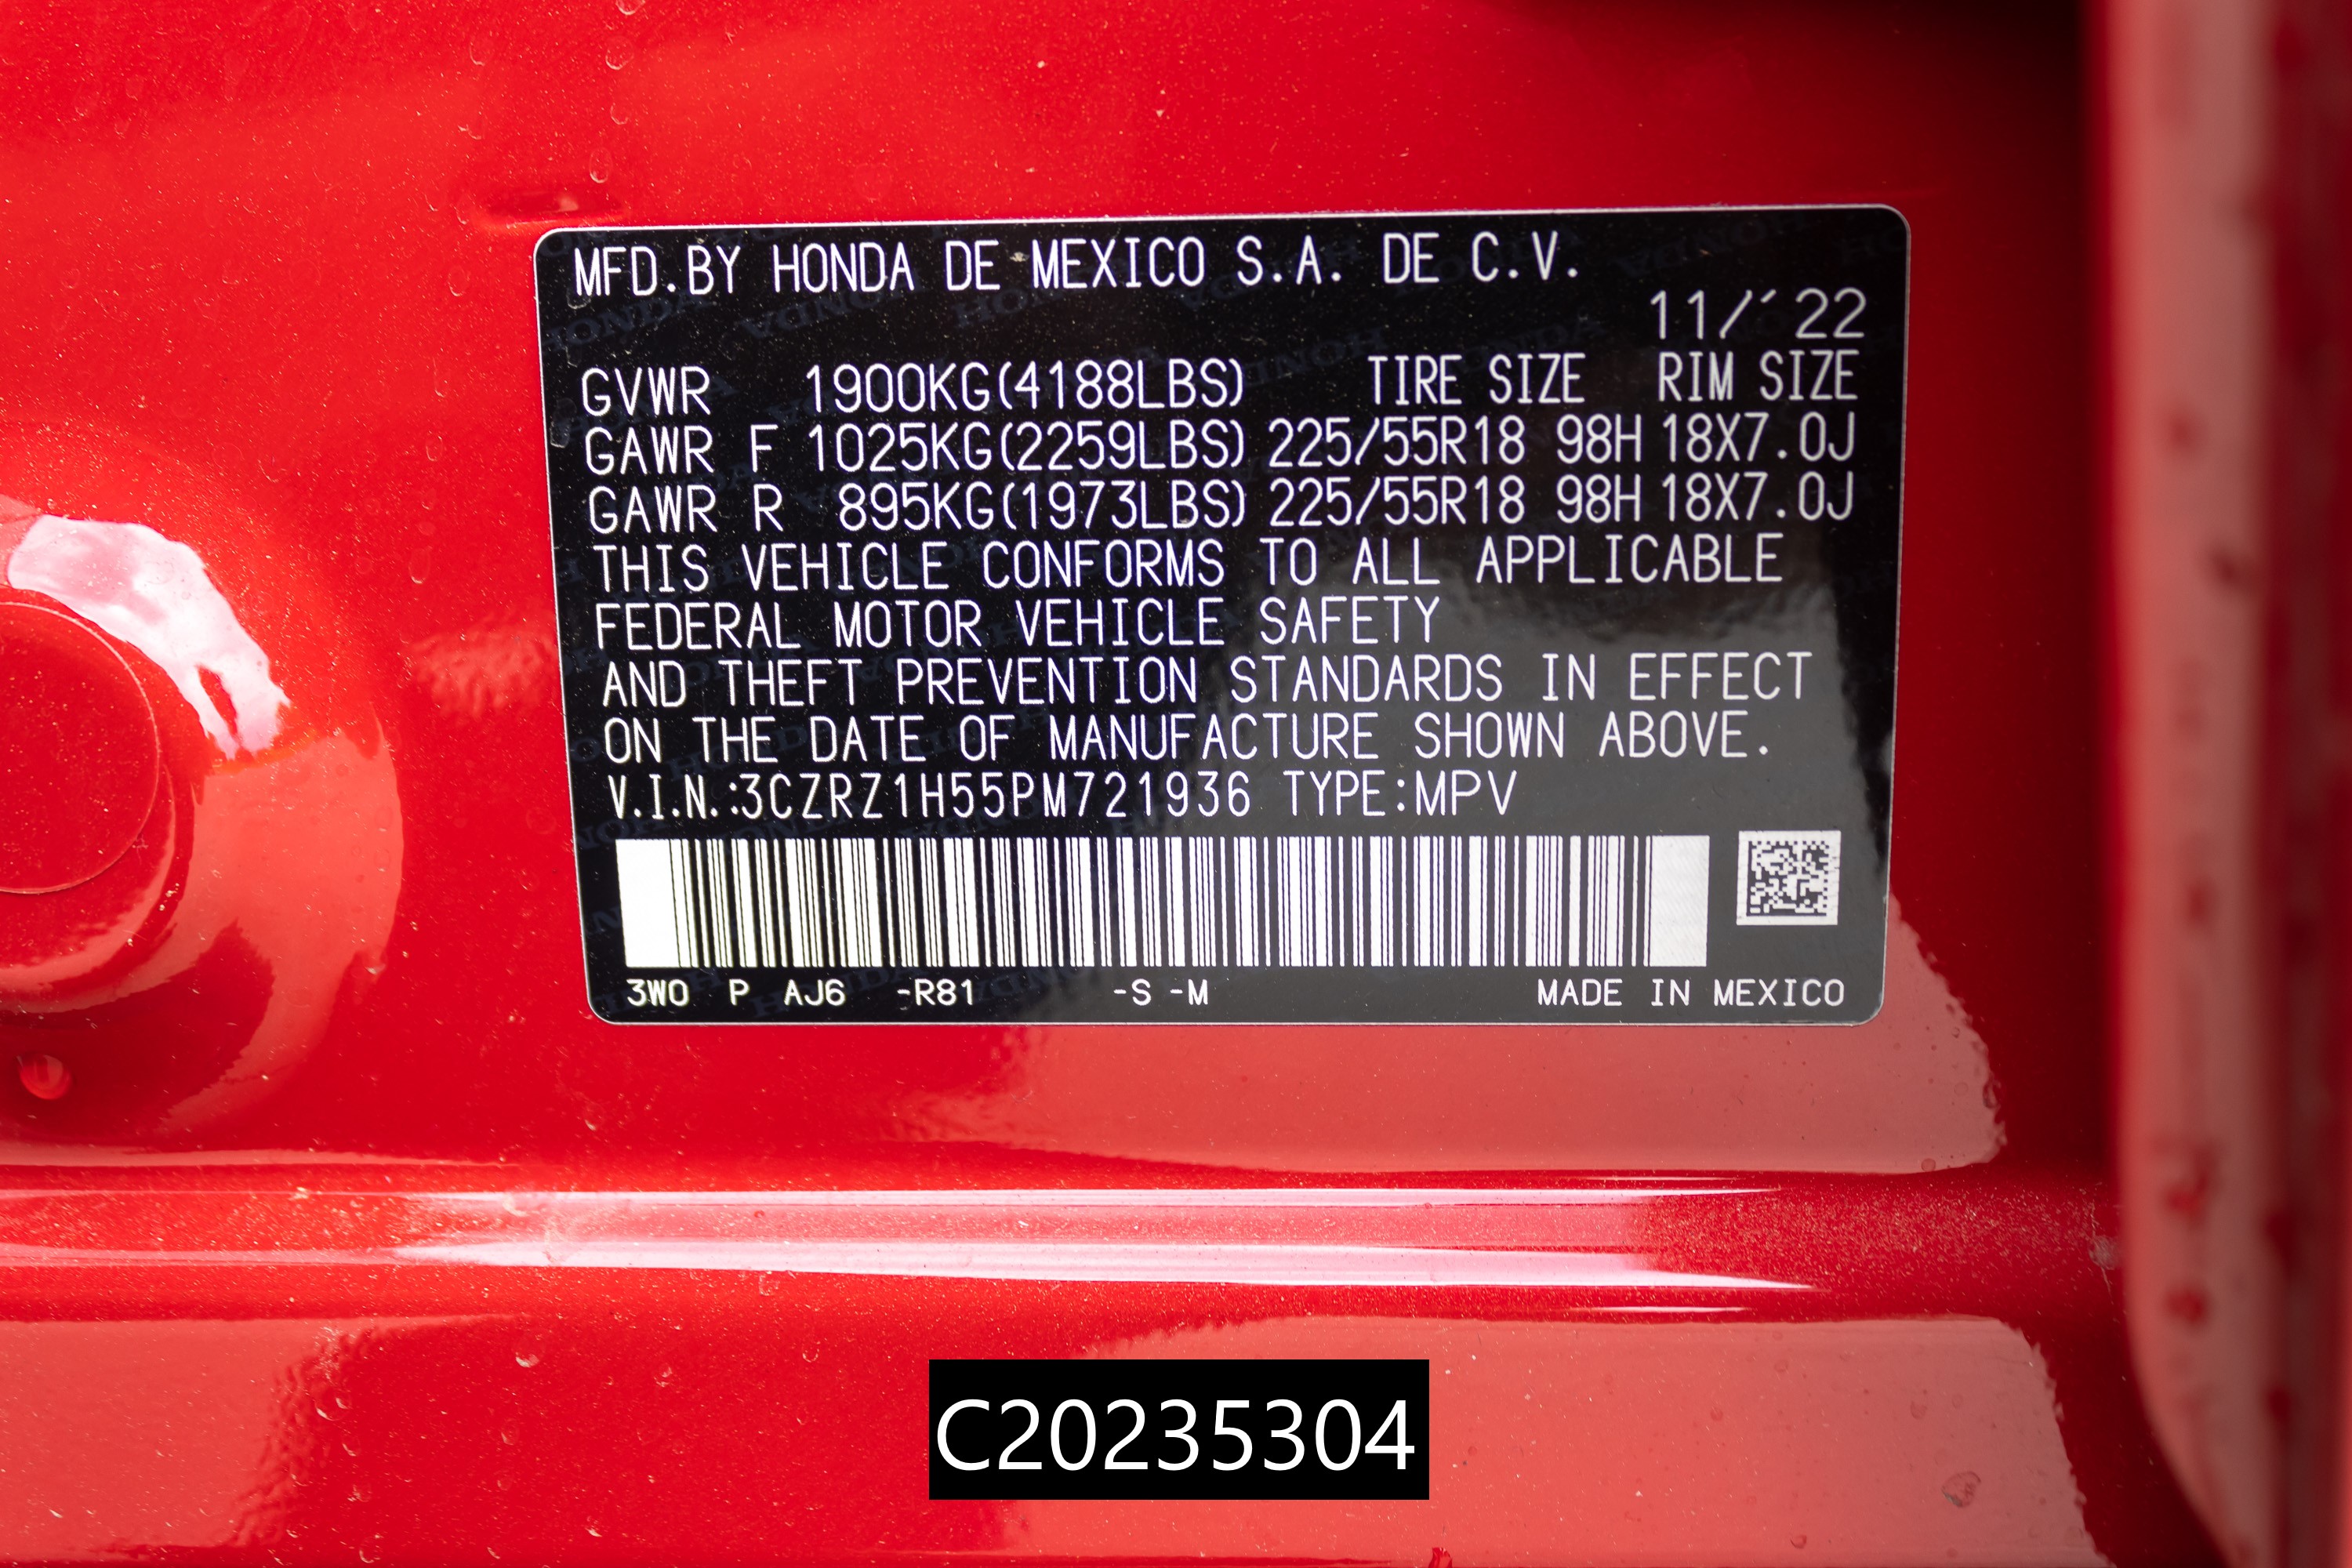 MFD.BY HONDA DE MEXICO S.A. DE C.V.
11/´22
GVWR 1900KG(4188LBS) TIRE SIZE RIM SIZE
GAWR F 1025KG(2259LBS) 225/55R18 98H 18X7.0J
GAWR R 895KG(1973LBS) 225/55R18 98H 18X7.0J
THIS VEHICLE CONFORMS TO ALL APPLICABLE
FEDERAL MOTOR VEHICLE SAFETY
AND THEFT PREVENTION STANDARDS IN EFFECT
ON THE DATE OF MANUFACTURE SHOWN ABOVE.
V.I.N.:3CZRZ1H55PM721936 TYPE:MPV
3W0 P AJ6 -R81 -S -M MADE IN MEXICO
C20235304